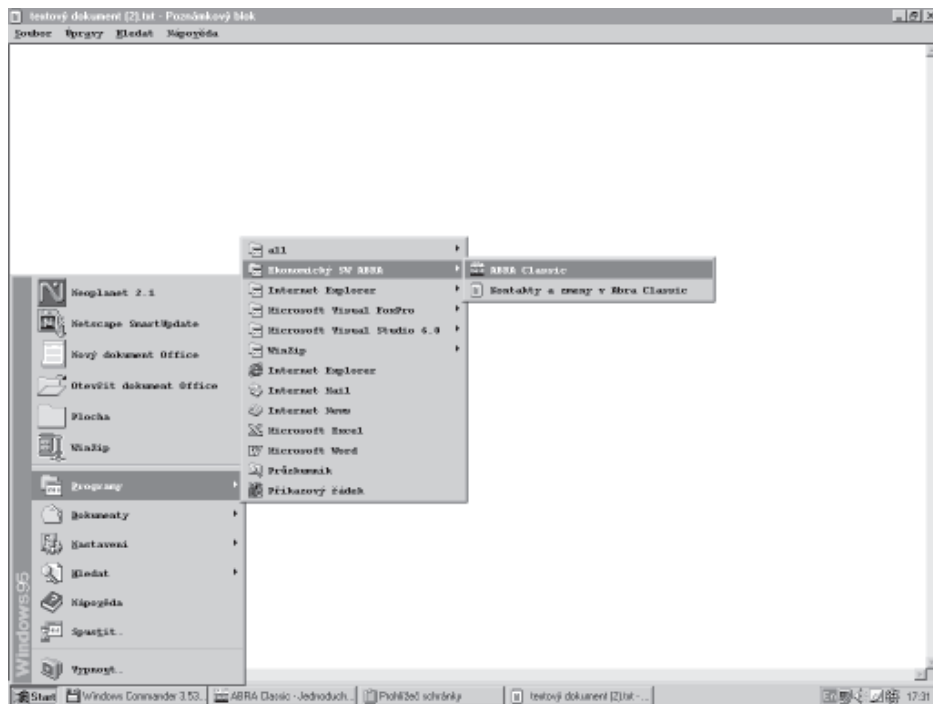 testový dokument (2).txt - Poznámkový blok
Soubor Úpravy Hledat Nápověda
all
Ekonomický SW ABRA
Internet Explorer
Microsoft Visual FoxPro
Microsoft Visual Studio 6.0
WinZip
Internet Explorer
Internet Mail
Internet News
Microsoft Excel
Microsoft Word
Průzkumník
Příkazový řádek
ABRA Classic
Kontakty a zmeny v Abra Classic
Neoplanet 2.1
Netscape SmartUpdate
Nový dokument Office
Otevřít dokument Office
Plocha
WinZip
Programy
Dokumenty
Nastavení
Hledat
Nápověda
Spustit..
Vypnout..
Windows95
Start
Windows Commander 3.53..
ABRA Classic - Jednoduch...
Prohlížeč schránky
testový dokument (2).txt - ...
17:31